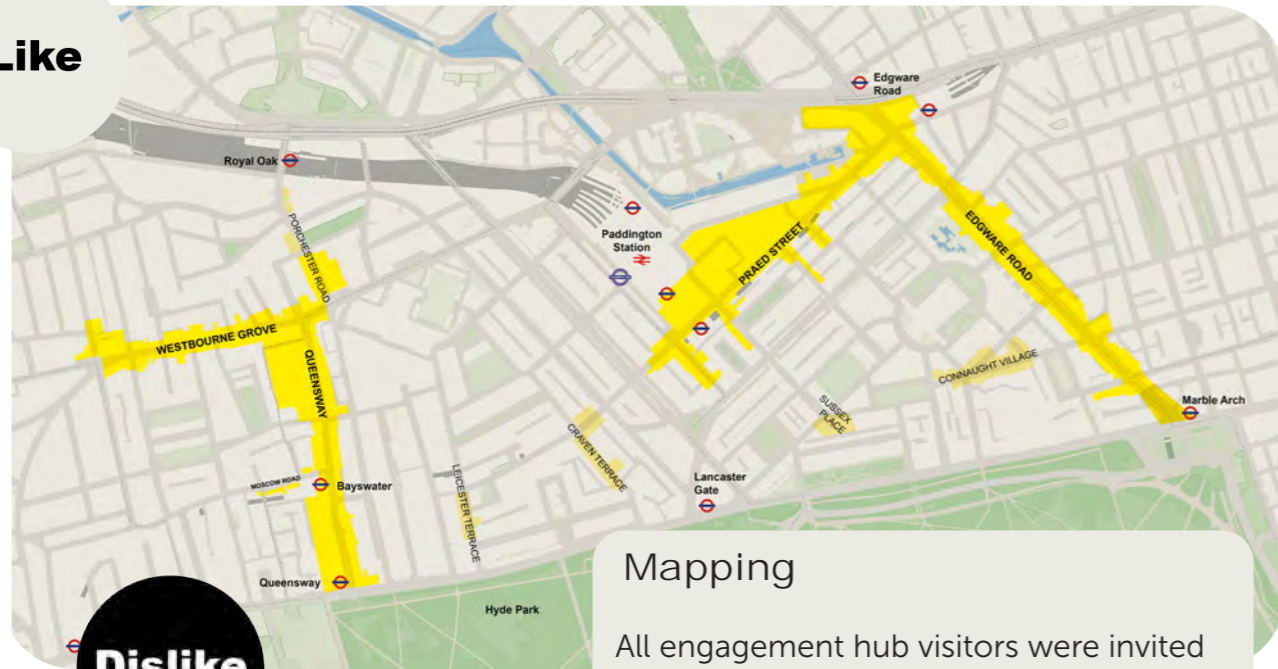 Like
Edgware
Road
Royal Oak
PORCHESTER ROAD
Paddington
Station
PRAED STREET
EDGWARE ROAD
WESTBOURNE GROVE
QUEENSWAY
CONNAUGHT VILLAGE
SUSSEX
PLACE
Marble Arch
CRAVEN TERRACE
MOSCOW ROAD
Bayswater
LEICESTER TERRACE
Lancaster
Gate
Queensway
Hyde Park
Dislike
Mapping
All engagement hub visitors were invited